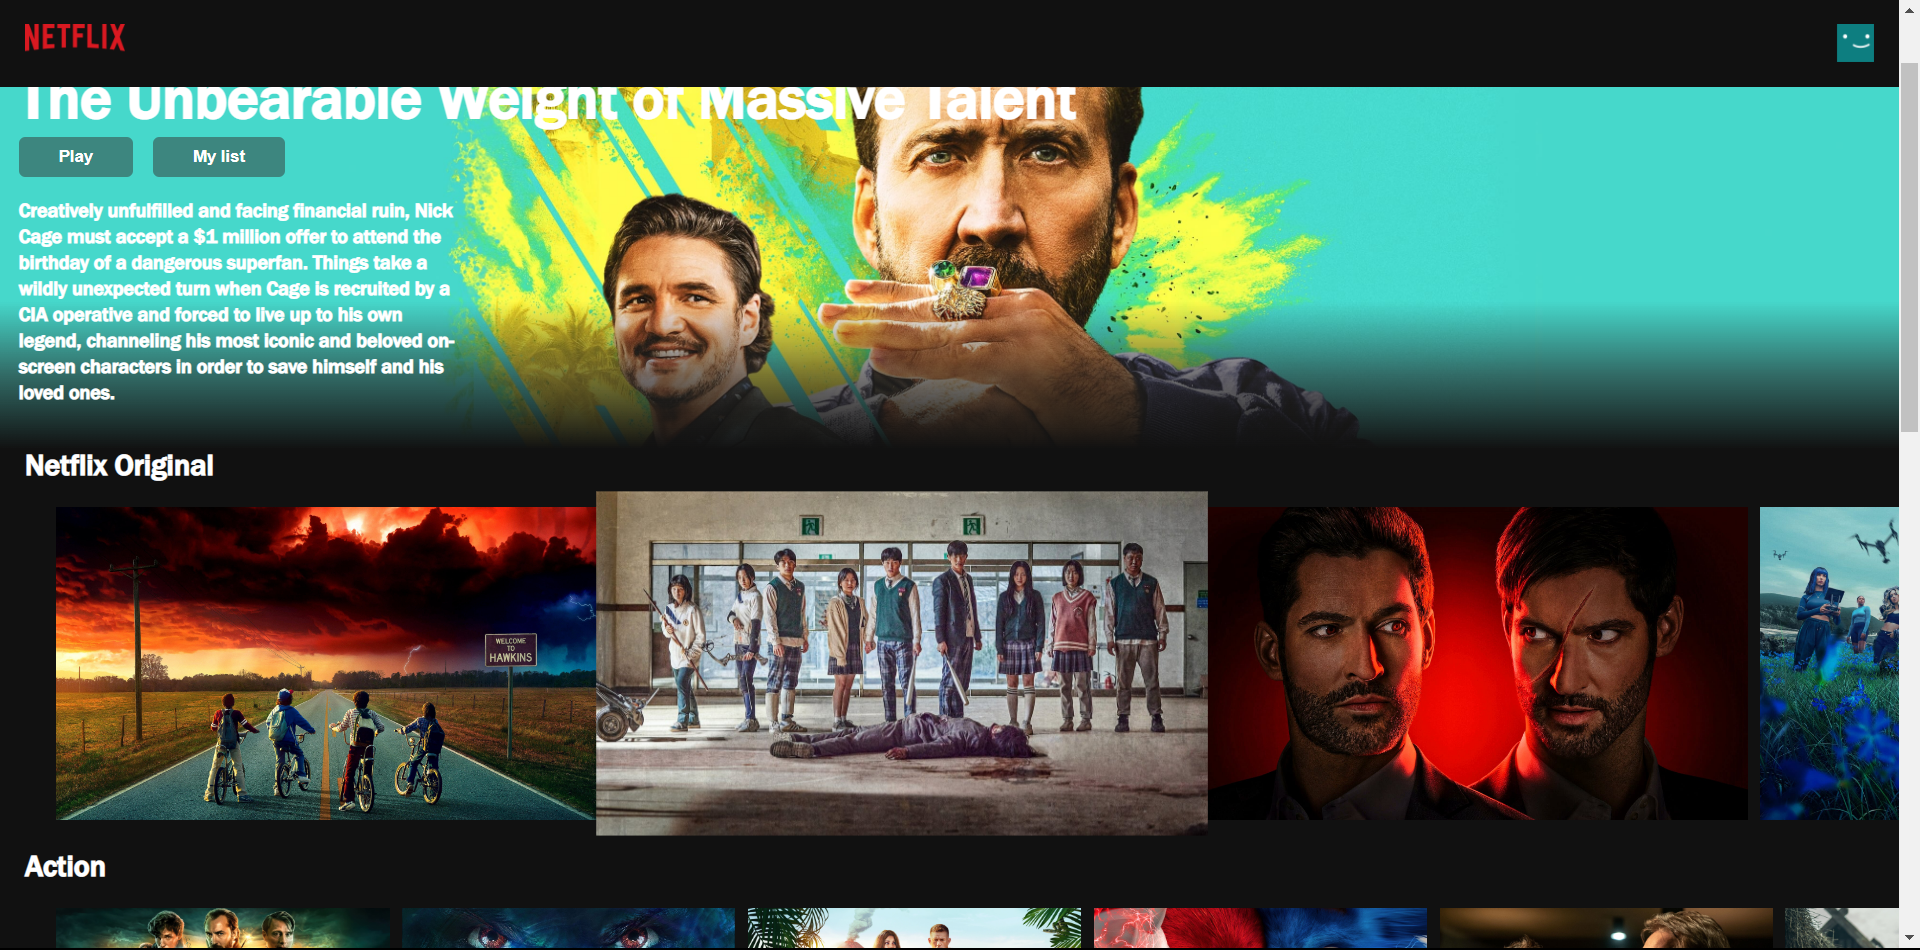 NETFLIX
The Unbearable Weight of Massive Talent
Play
My list
Creatively unfulfilled and facing financial ruin, Nick
Cage must accept a $1 million offer to attend the
birthday of a dangerous superfan. Things take a
wildly unexpected turn when Cage is recruited by a
CIA operative and forced to live up to his own
legend, channeling his most iconic and beloved on-
screen characters in order to save himself and his
loved ones.
Netflix Original
WELCOME
TO
HAWKINS
Action